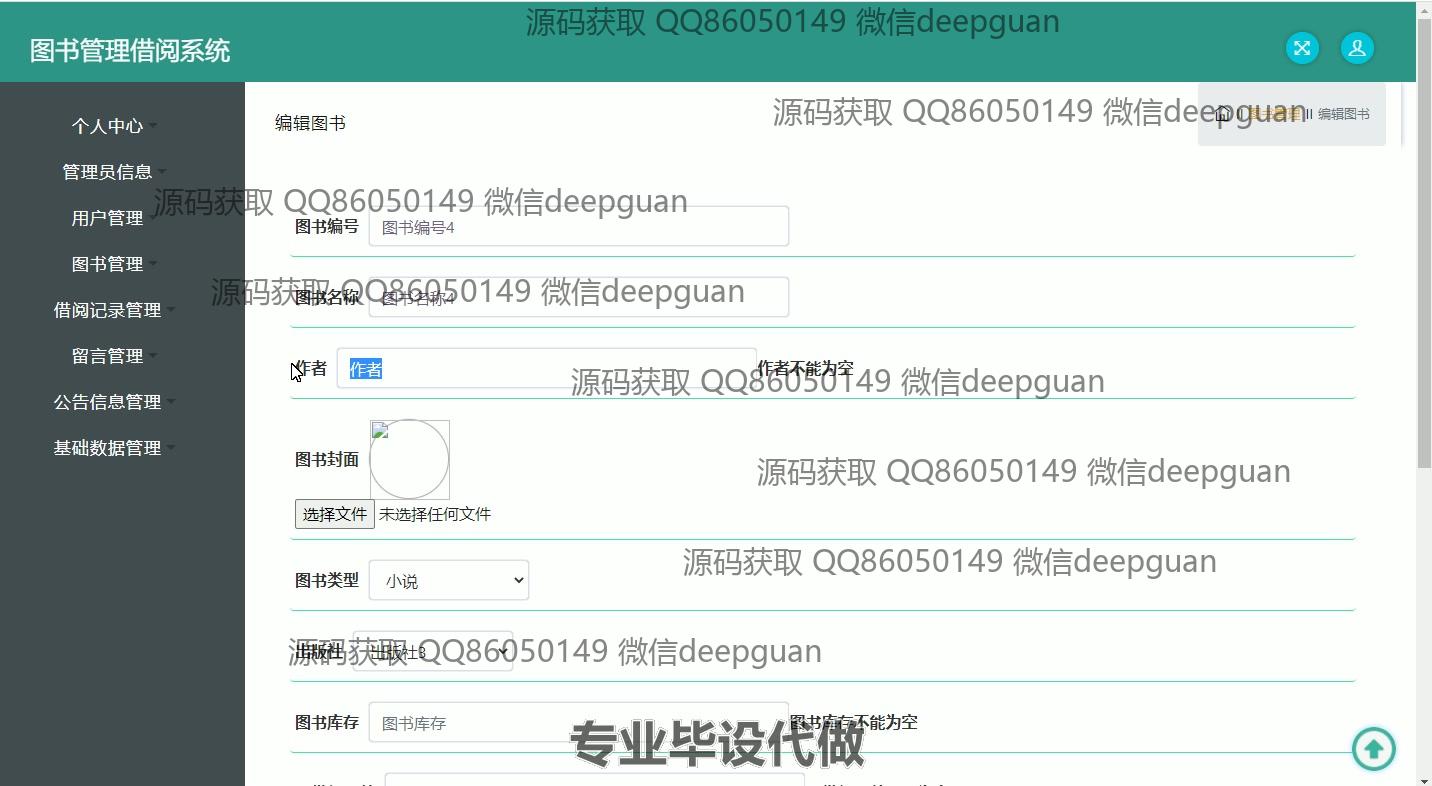 源码获取 QQ86050149 微信deepguan
图书管理借阅系统
个人中心
管理员信息
用户管理
图书管理
借阅记录管理
留言管理
公告信息管理
基础数据管理
编辑图书
源码获取 QQ86050149 微信deepguan
图书管理 II 编辑图书
源码获取 QQ86050149 微信deepguan
图书编号 图书编号4
源码获取 QQ86050149 微信deepguan
图书名称 图书名称4
作者 作者 作者不能为空
源码获取 QQ86050149 微信deepguan
图书封面
源码获取 QQ86050149 微信deepguan
选择文件 未选择任何文件
源码获取 QQ86050149 微信deepguan
图书类型 小说
源码获取 QQ86050149 微信deepguan
出版社 出版社3
图书库存 图书库存 图书库存不能为空
专业毕设代做